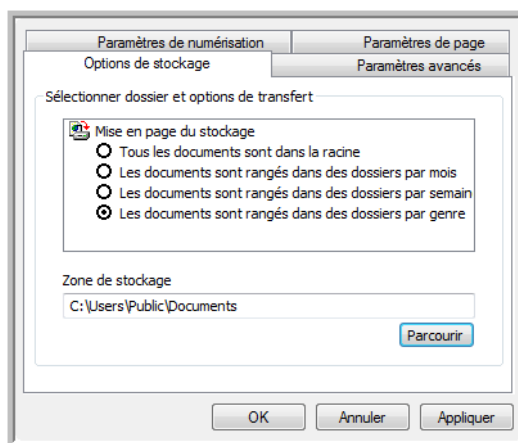 Paramètres de numérisation
Paramètres de page
Options de stockage
Paramètres avancés
Sélectionner dossier et options de transfert
Mise en page du stockage
Tous les documents sont dans la racine
Les documents sont rangés dans des dossiers par mois
Les documents sont rangés dans des dossiers par semain
Les documents sont rangés dans des dossiers par genre
Zone de stockage
C:\Users\Public\Documents
Parcourir
OK
Annuler
Appliquer